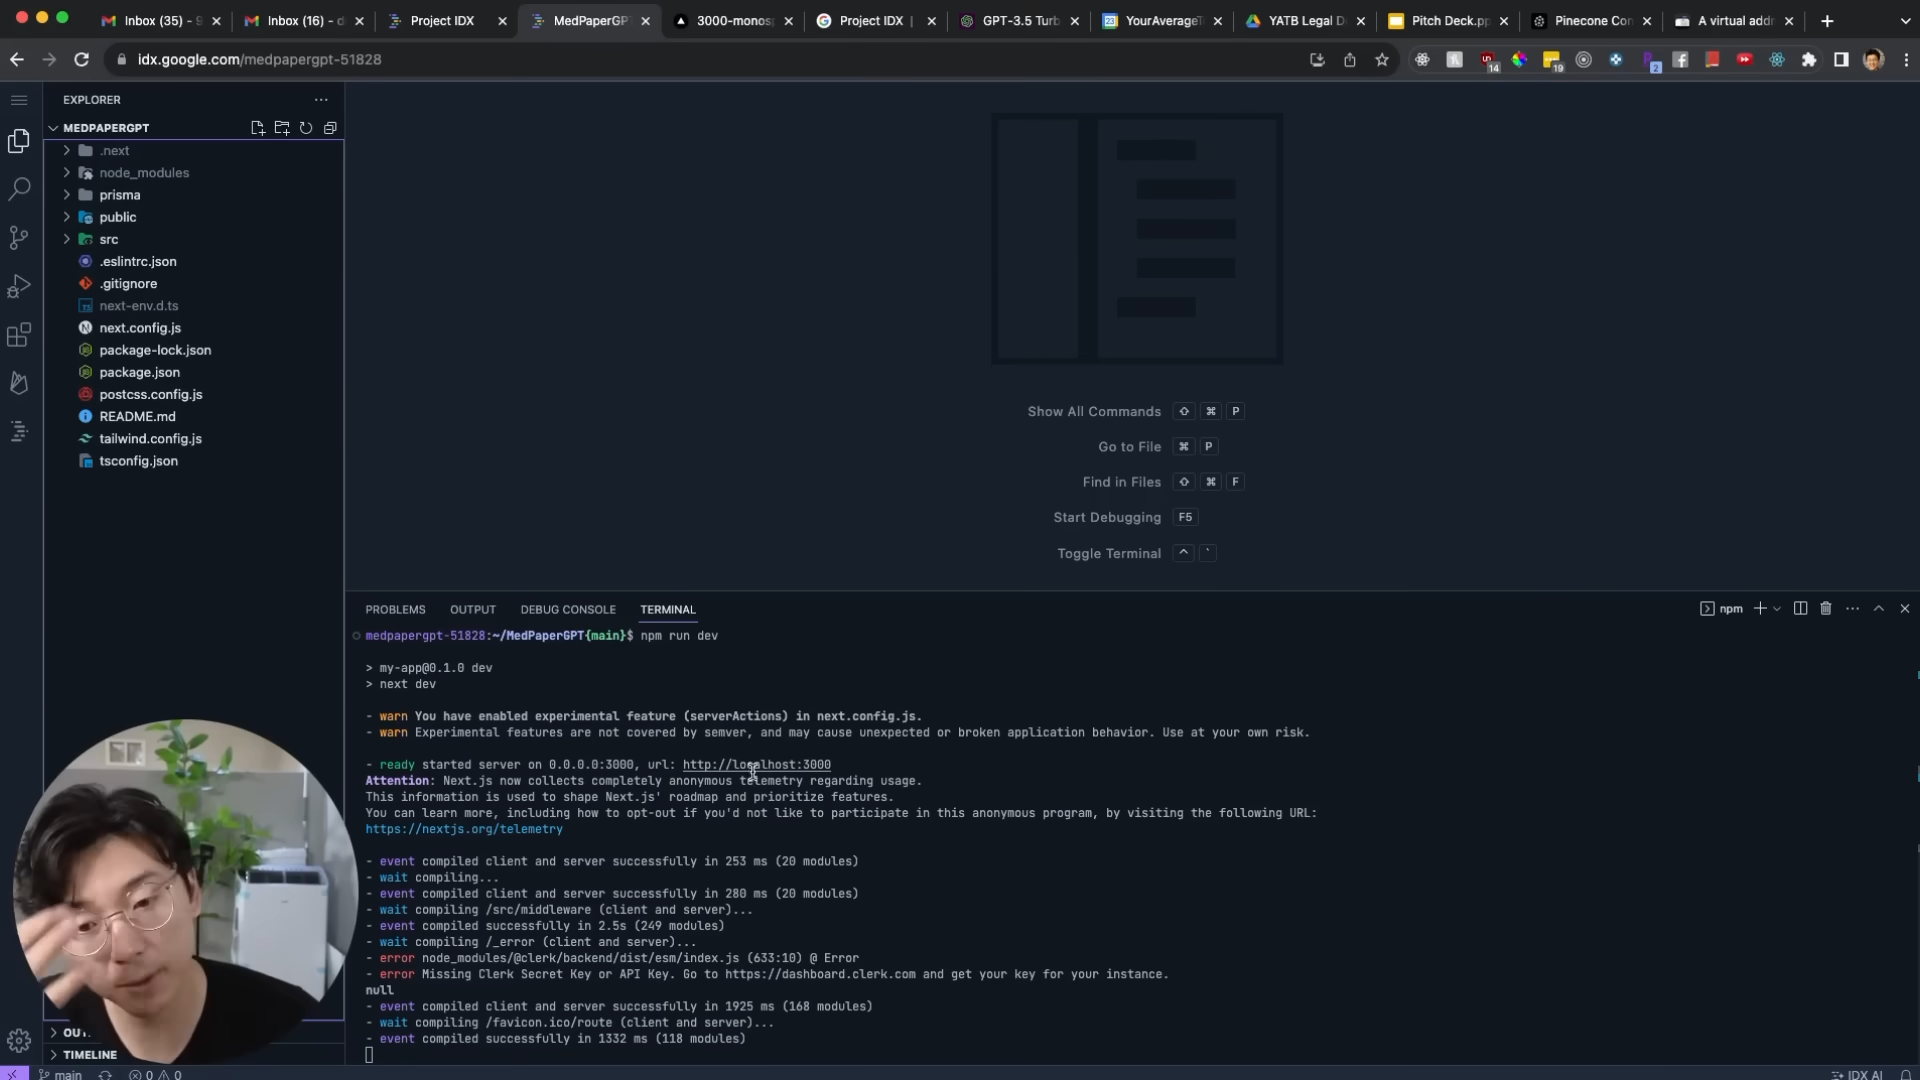 Inbox (35) - 9
Inbox (16) - d
Project IDX
MedPaperGPT
3000-monos
Project IDX |
GPT-3.5 Turb
YourAverageT
YATB Legal D
Pitch Deck.pp
Pinecone Con
A virtual addr
idx.google.com/medpapergpt-51828
14
19
2
EXPLORER
MEDPAPERGPT
.next
node_modules
prisma
public
src
.eslintrc.json
.gitignore
next-env.d.ts
next.config.js
package-lock.json
package.json
postcss.config.js
README.md
tailwind.config.js
tsconfig.json
Show All Commands ⇧ ⌘ P
Go to File ⌘ P
Find in Files ⇧ ⌘ F
Start Debugging F5
Toggle Terminal ^ `
PROBLEMS OUTPUT DEBUG CONSOLE TERMINAL
npm
medpapergpt-51828:~/MedPaperGPT{main}$ npm run dev
> my-app@0.1.0 dev
> next dev
- warn You have enabled experimental feature (serverActions) in next.config.js.
- warn Experimental features are not covered by semver, and may cause unexpected or broken application behavior. Use at your own risk.
- ready started server on 0.0.0.0:3000, url: http://localhost:3000
Attention: Next.js now collects completely anonymous telemetry regarding usage.
This information is used to shape Next.js' roadmap and prioritize features.
You can learn more, including how to opt-out if you'd not like to participate in this anonymous program, by visiting the following URL:
https://nextjs.org/telemetry
- event compiled client and server successfully in 253 ms (20 modules)
- wait compiling...
- event compiled client and server successfully in 280 ms (20 modules)
- wait compiling /src/middleware (client and server)...
- event compiled successfully in 2.5s (249 modules)
- wait compiling /_error (client and server)...
- error node_modules/@clerk/backend/dist/esm/index.js (633:10) @ Error
- error Missing Clerk Secret Key or API Key. Go to https://dashboard.clerk.com and get your key for your instance.
null
- event compiled client and server successfully in 1925 ms (168 modules)
- wait compiling /favicon.ico/route (client and server)...
- event compiled successfully in 1332 ms (118 modules)
OUT
TIMELINE
main
0
0
IDX AI